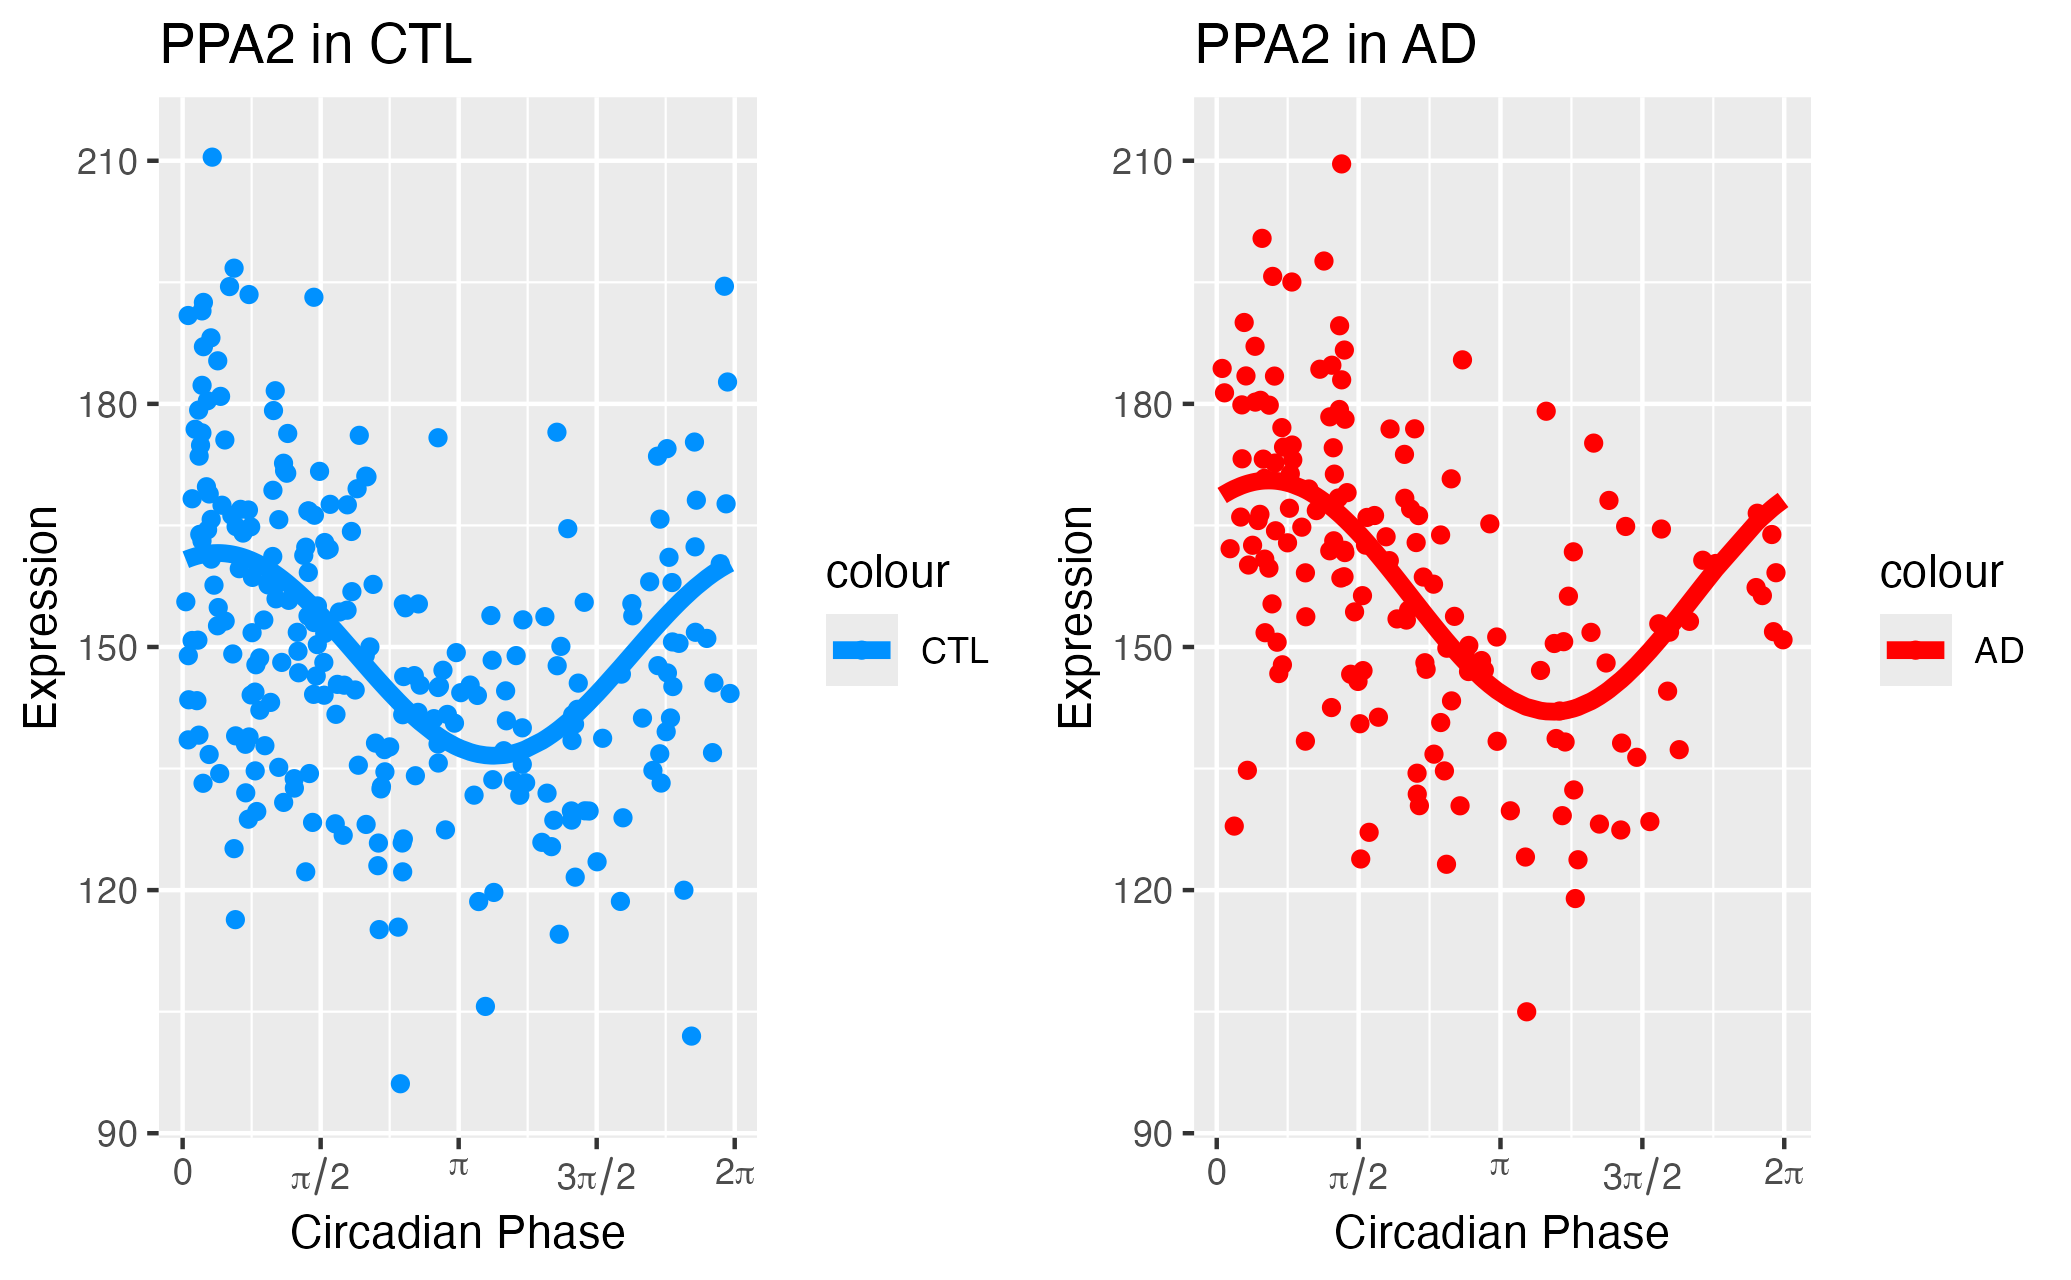 PPA2 in CTL
210
180
150
120
90
Expression
0
π/2
π
3π/2
2π
Circadian Phase
colour
CTL
PPA2 in AD
210
180
150
120
90
Expression
0
π/2
π
3π/2
2π
Circadian Phase
colour
AD